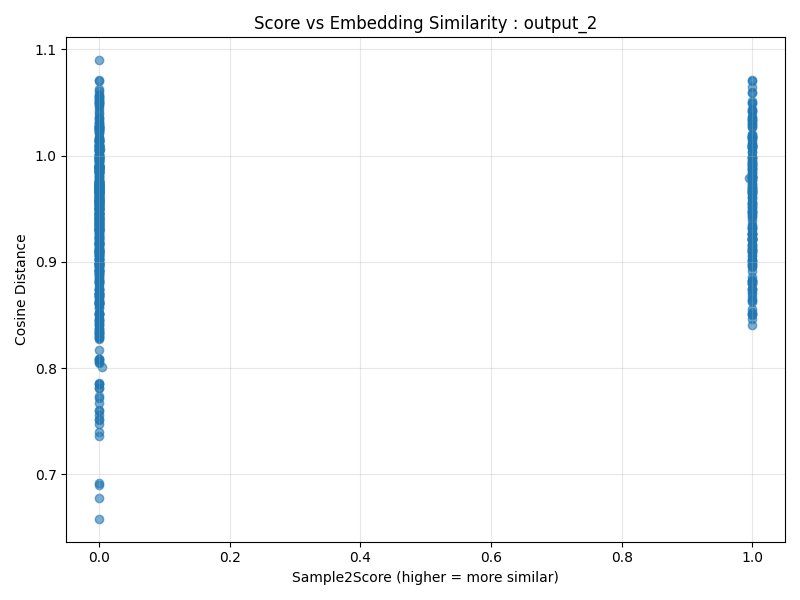 Score vs Embedding Similarity : output_2
1.1
1.0
0.9
0.8
0.7
Cosine Distance
0.0 0.2 0.4 0.6 0.8 1.0
Sample2Score (higher = more similar)